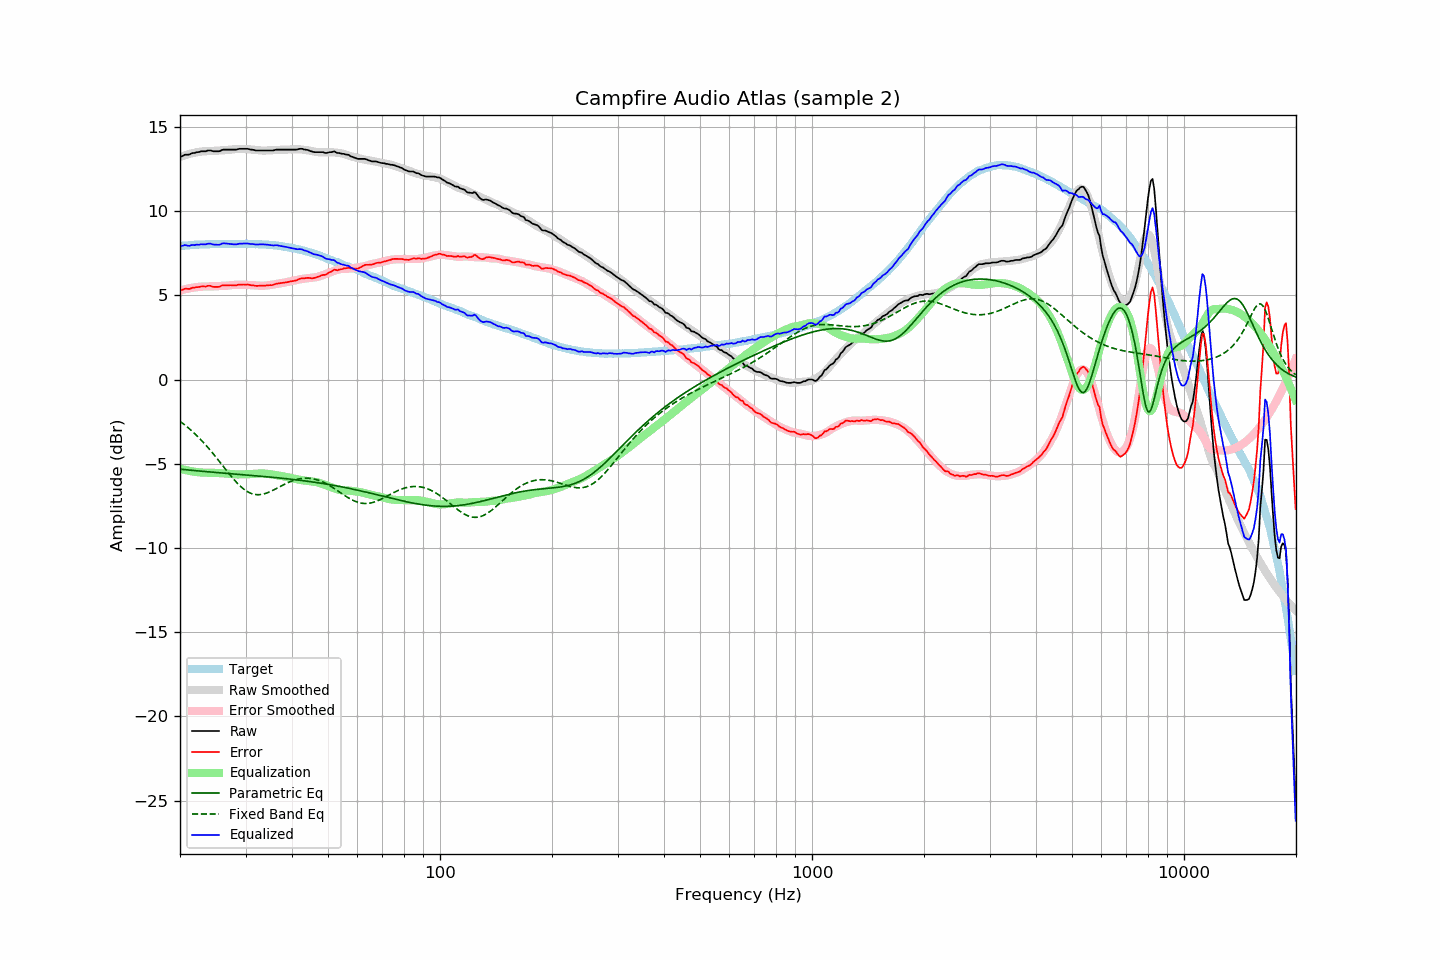 Campfire Audio Atlas (sample 2)
15
10
5
0
−5
−10
−15
−20
−25
Amplitude (dBr)
Target
Raw Smoothed
Error Smoothed
Raw
Error
Equalization
Parametric Eq
Fixed Band Eq
Equalized
100
1000
10000
Frequency (Hz)